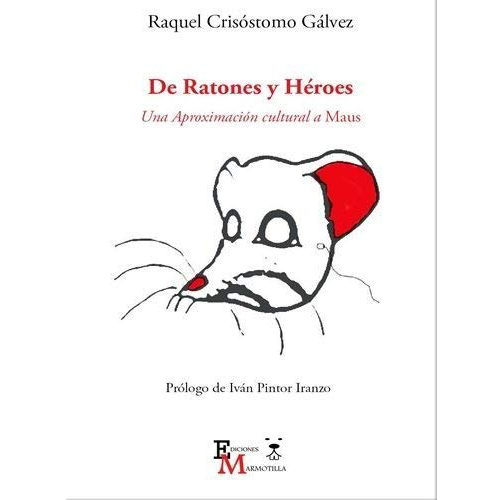 Raquel Crisóstomo Gálvez
De Ratones y Héroes
Una Aproximación cultural a Maus
Prólogo de Iván Pintor Iranzo
EDICIONES
MARMOTILLA